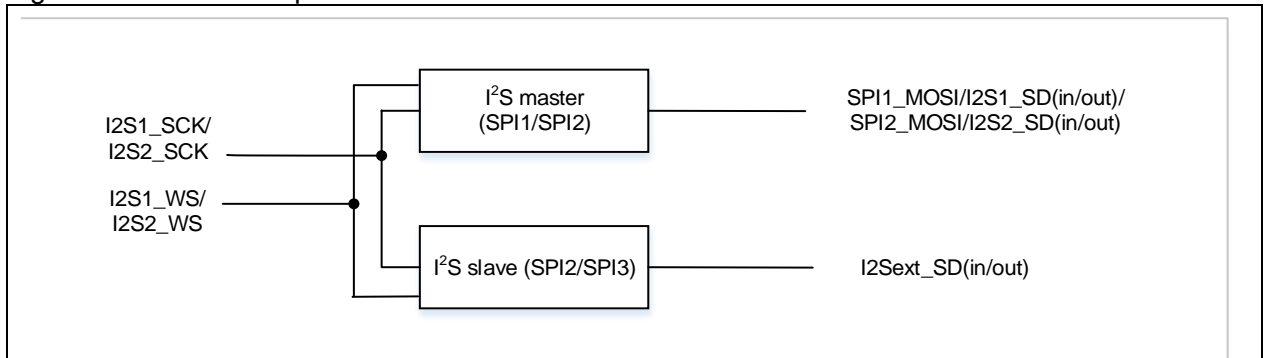 I2S1_SCK/
I2S2_SCK
I2S1_WS/
I2S2_WS
I²S master
(SPI1/SPI2)
SPI1_MOSI/I2S1_SD(in/out)/
SPI2_MOSI/I2S2_SD(in/out)
I²S slave (SPI2/SPI3)
I2Sext_SD(in/out)